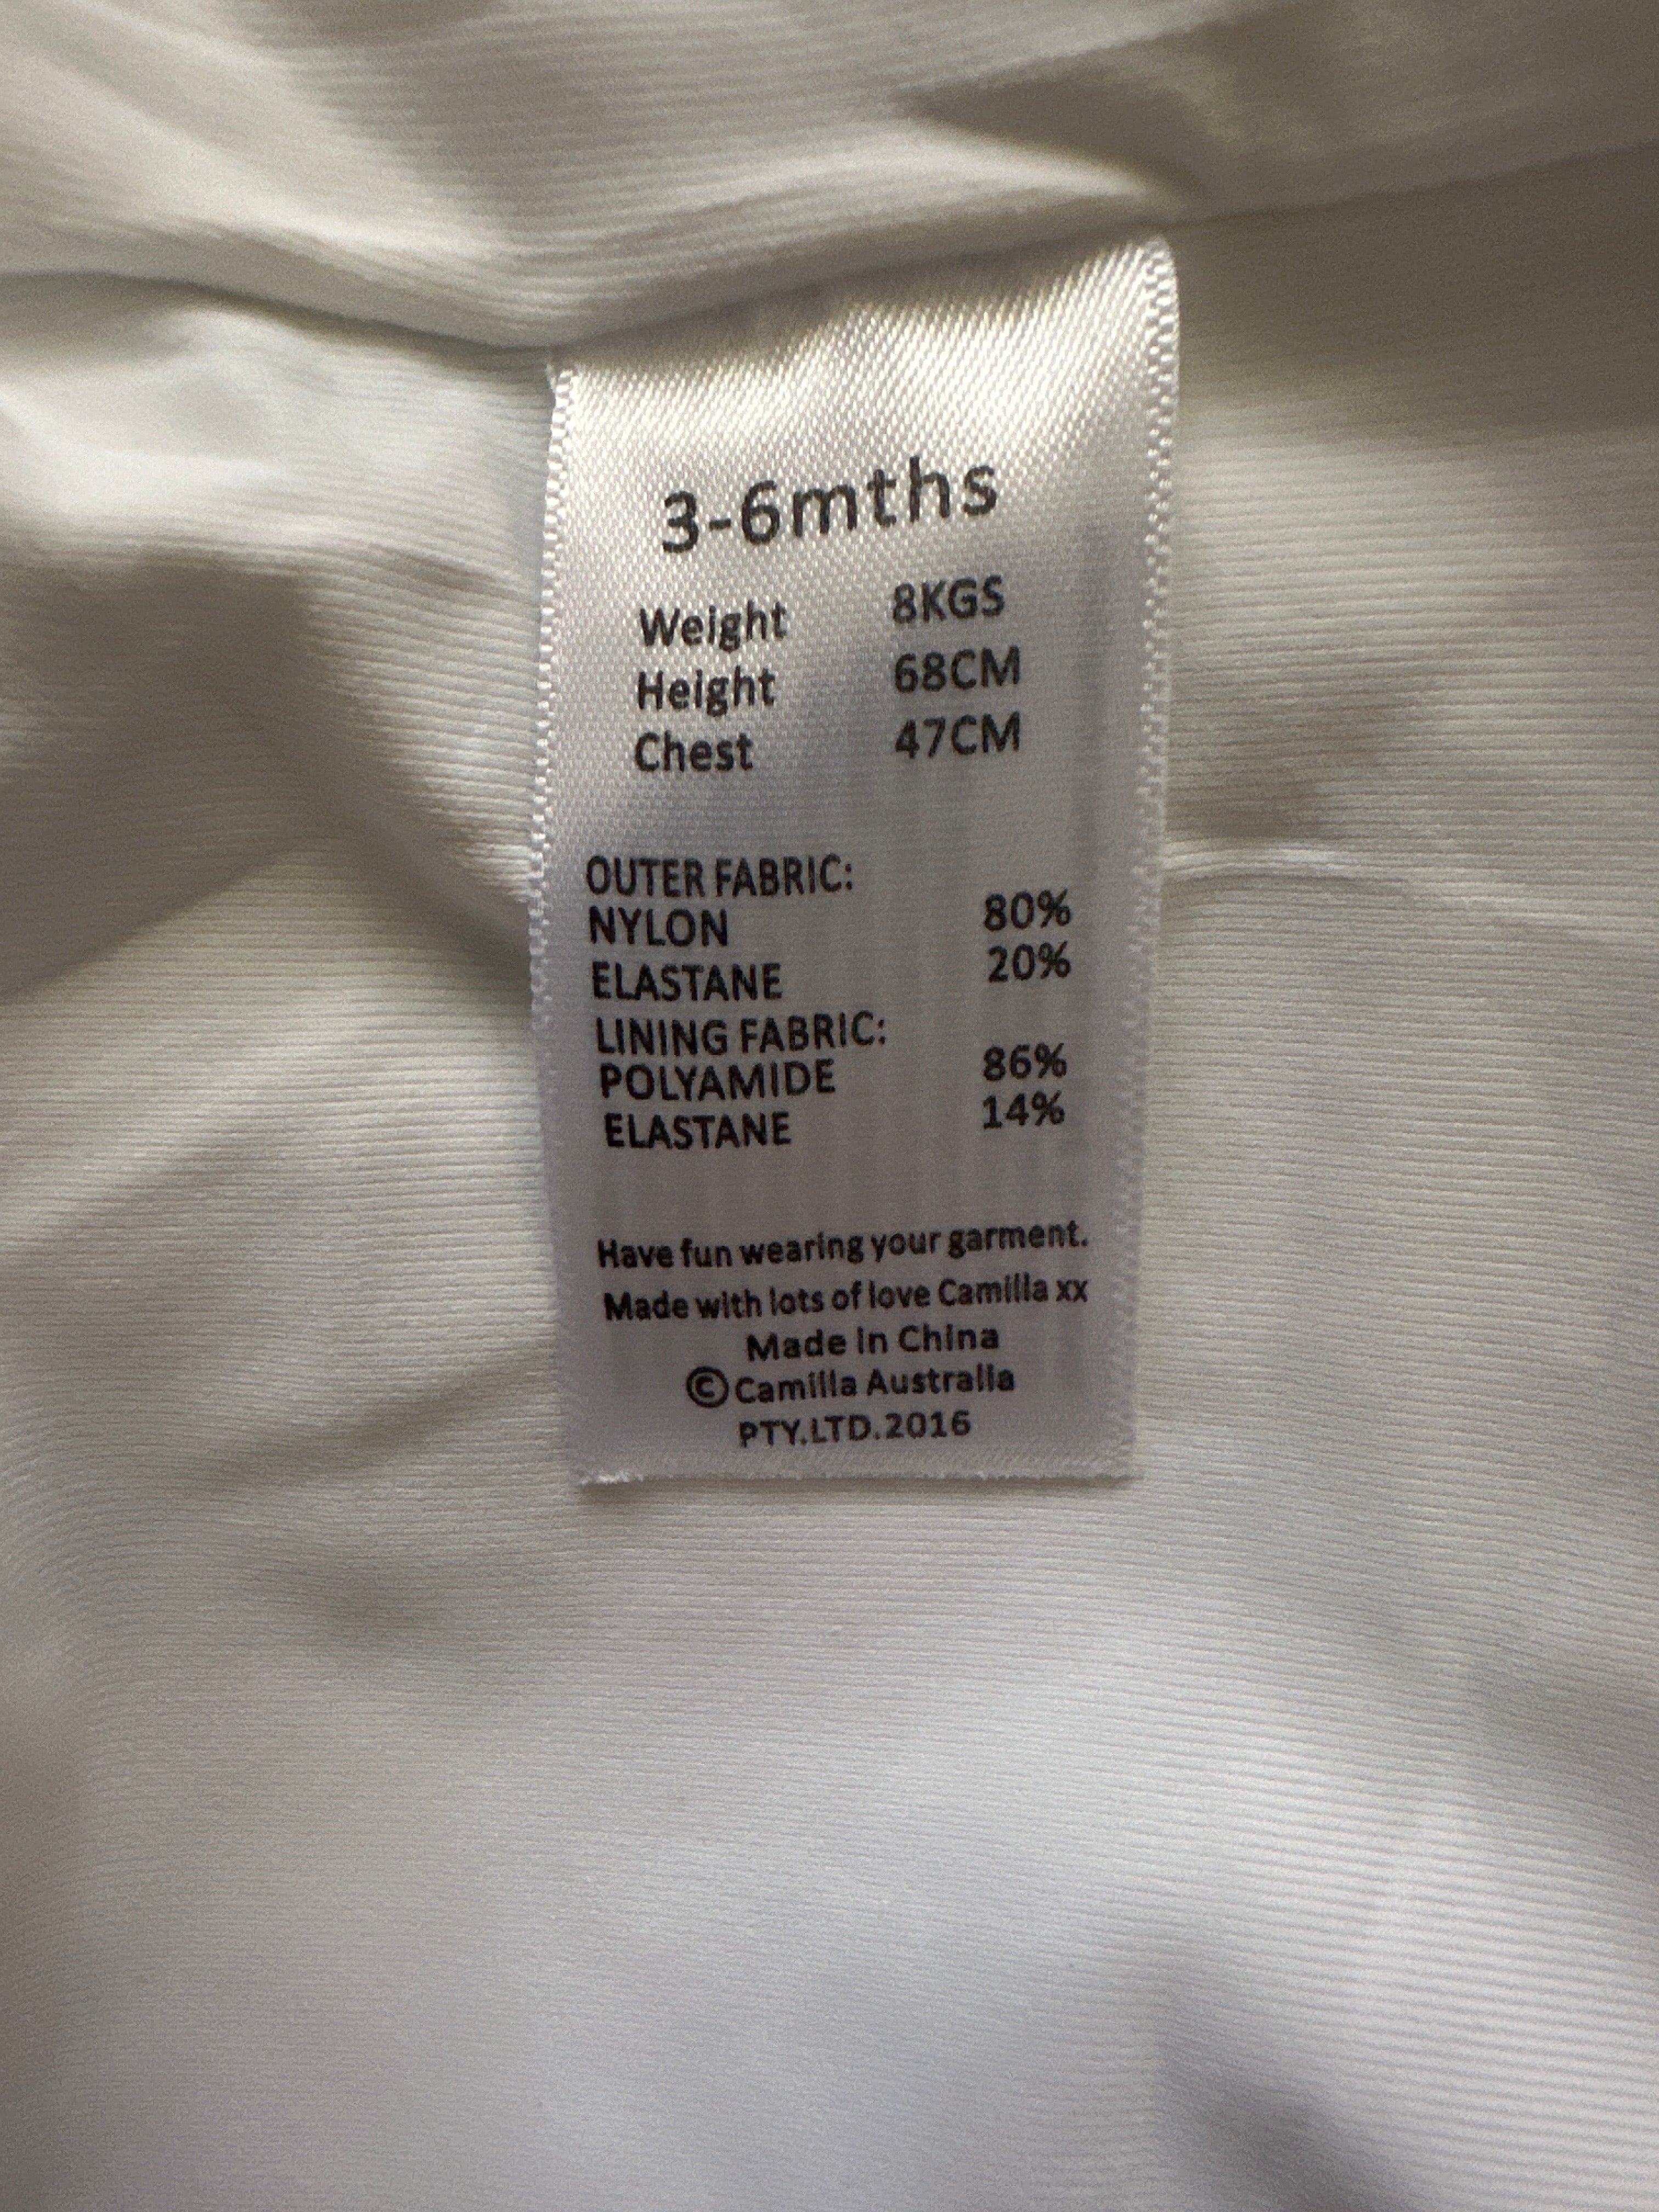 3-6mths
Weight 8KGS
Height 68CM
Chest 47CM
OUTER FABRIC:
NYLON 80%
ELASTANE 20%
LINING FABRIC:
POLYAMIDE 86%
ELASTANE 14%
Have fun wearing your garment.
Made with lots of love Camilla xx
Made in China
©Camilla Australia
PTY.LTD.2016